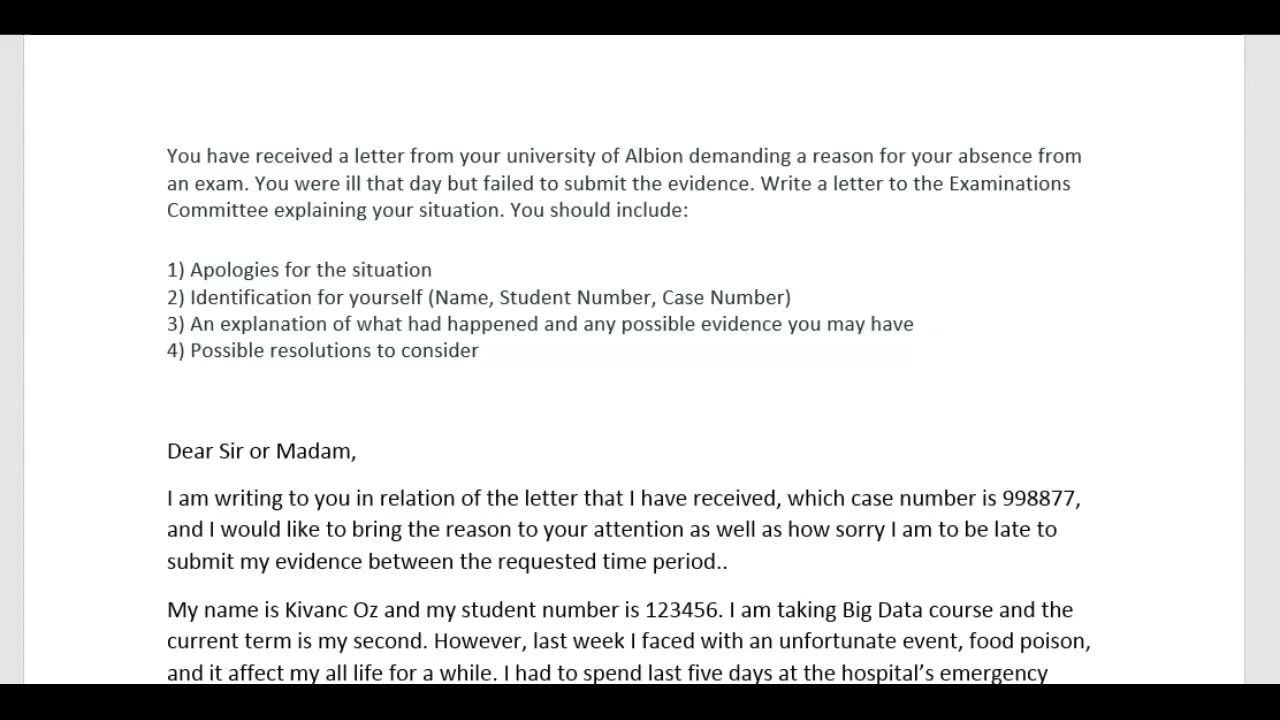 You have received a letter from your university of Albion demanding a reason for your absence from
an exam. You were ill that day but failed to submit the evidence. Write a letter to the Examinations
Committee explaining your situation. You should include:
1) Apologies for the situation
2) Identification for yourself (Name, Student Number, Case Number)
3) An explanation of what had happened and any possible evidence you may have
4) Possible resolutions to consider
Dear Sir or Madam,
I am writing to you in relation of the letter that I have received, which case number is 998877,
and I would like to bring the reason to your attention as well as how sorry I am to be late to
submit my evidence between the requested time period..
My name is Kivanc Oz and my student number is 123456. I am taking Big Data course and the
current term is my second. However, last week I faced with an unfortunate event, food poison,
and it affect my all life for a while. I had to spend last five days at the hospital’s emergency